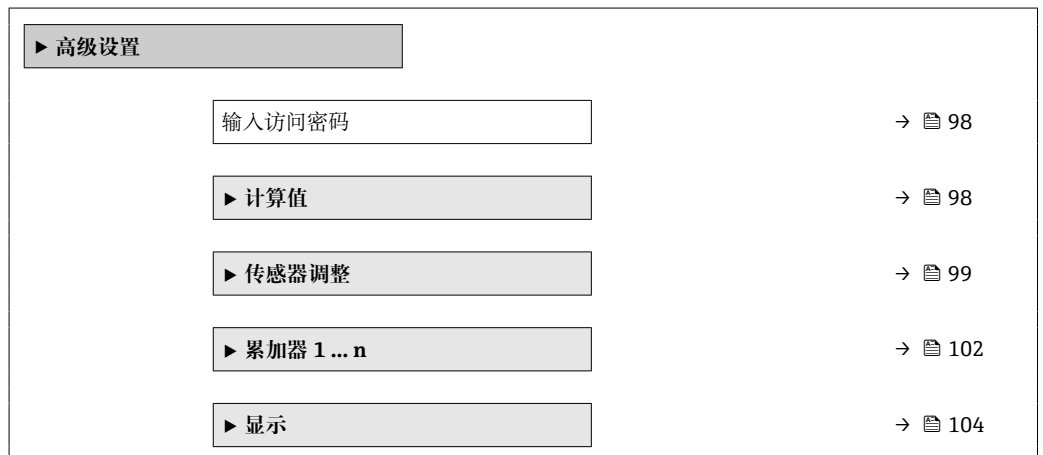 ▶ 高级设置
输入访问密码 → 98
▶ 计算值 → 98
▶ 传感器调整 → 99
▶ 累加器 1 … n → 102
▶ 显示 → 104